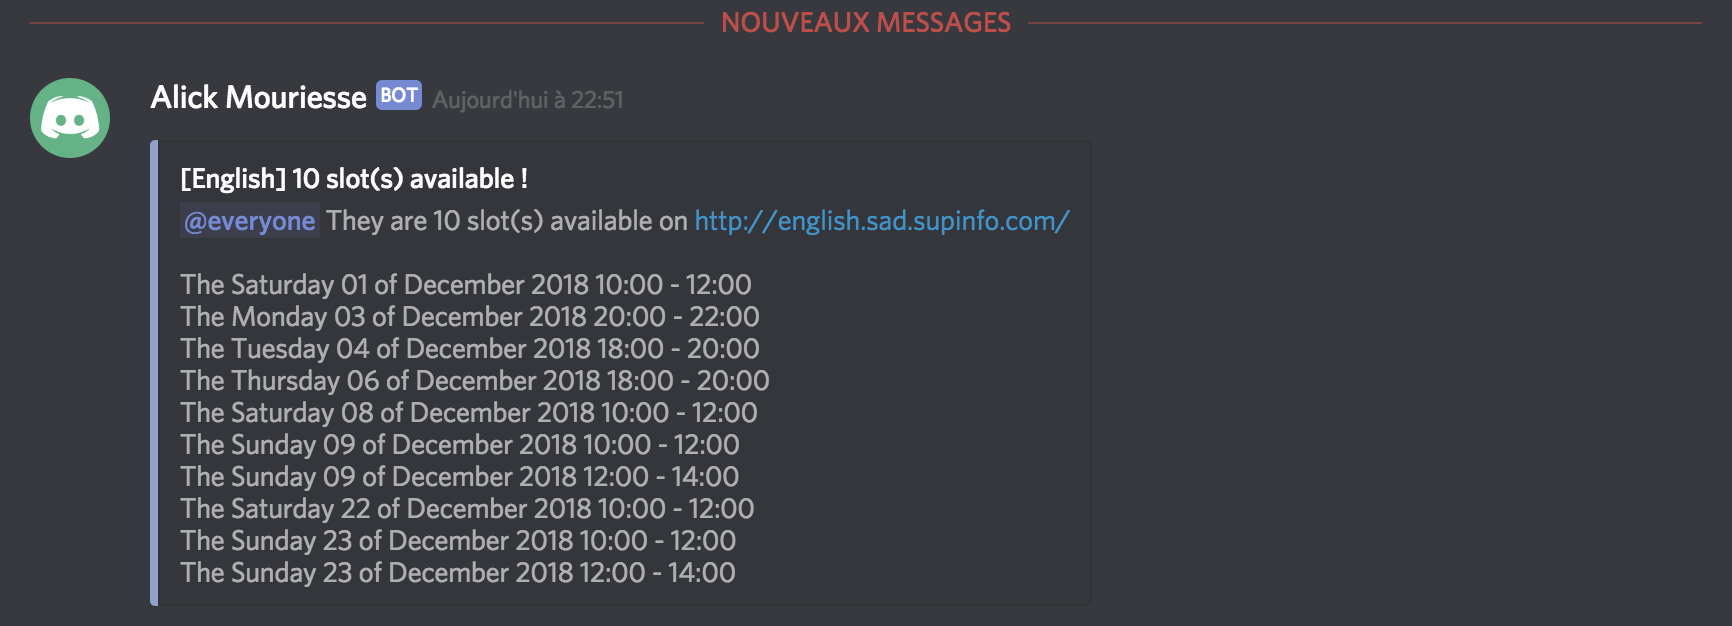 NOUVEAUX MESSAGES
Alick Mouriesse BOT Aujourd'hui à 22:51
[English] 10 slot(s) available !
@everyone They are 10 slot(s) available on http://english.sad.supinfo.com/
The Saturday 01 of December 2018 10:00 - 12:00
The Monday 03 of December 2018 20:00 - 22:00
The Tuesday 04 of December 2018 18:00 - 20:00
The Thursday 06 of December 2018 18:00 - 20:00
The Saturday 08 of December 2018 10:00 - 12:00
The Sunday 09 of December 2018 10:00 - 12:00
The Sunday 09 of December 2018 12:00 - 14:00
The Saturday 22 of December 2018 10:00 - 12:00
The Sunday 23 of December 2018 10:00 - 12:00
The Sunday 23 of December 2018 12:00 - 14:00